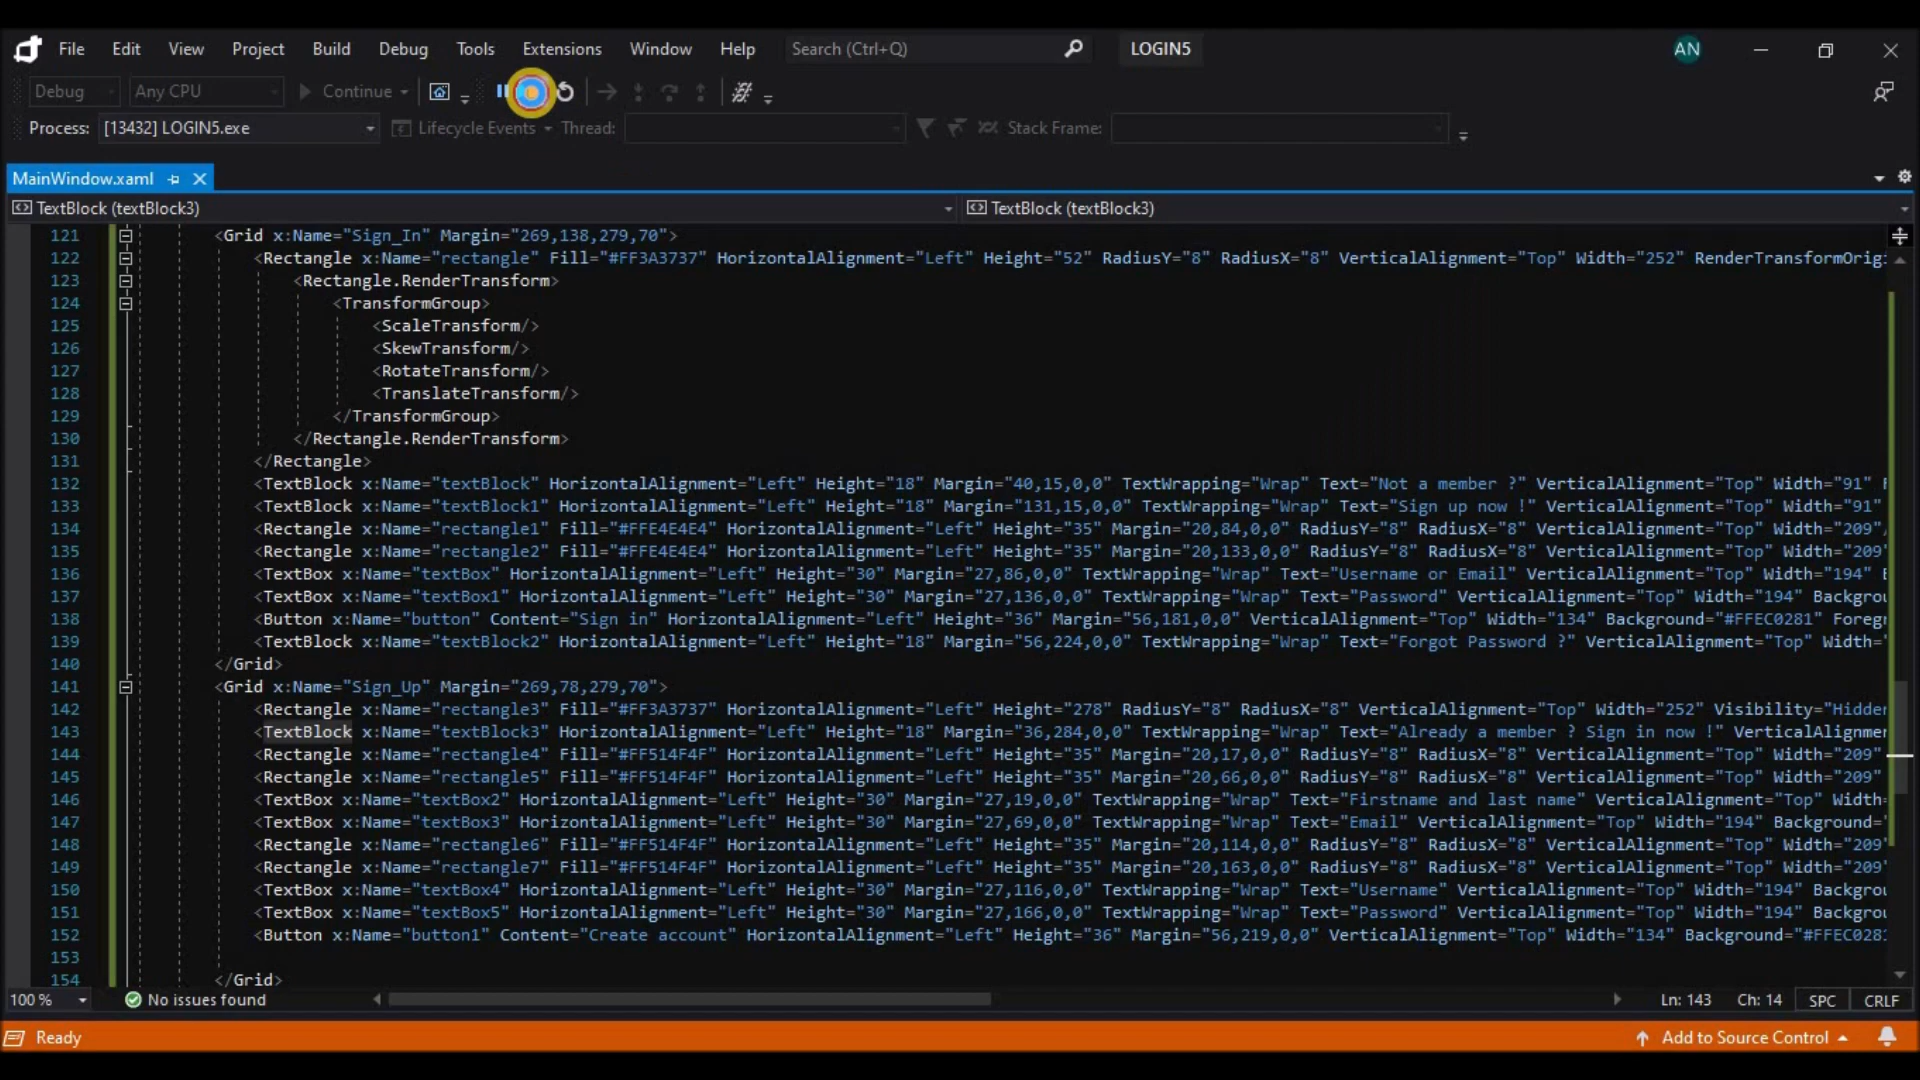 File Edit View Project Build Debug Tools Extensions Window Help Search (Ctrl+Q) LOGIN5 AN
Debug Any CPU Continue
Process: [13432] LOGIN5.exe Lifecycle Events Thread: Stack Frame:
MainWindow.xaml
TextBlock (textBlock3) TextBlock (textBlock3)
121 <Grid x:Name="Sign_In" Margin="269,138,279,70">
122 <Rectangle x:Name="rectangle" Fill="#FF3A3737" HorizontalAlignment="Left" Height="52" RadiusY="8" RadiusX="8" VerticalAlignment="Top" Width="252" RenderTransformOrigi
123 <Rectangle.RenderTransform>
124 <TransformGroup>
125 <ScaleTransform/>
126 <SkewTransform/>
127 <RotateTransform/>
128 <TranslateTransform/>
129 </TransformGroup>
130 </Rectangle.RenderTransform>
131 </Rectangle>
132 <TextBlock x:Name="textBlock" HorizontalAlignment="Left" Height="18" Margin="40,15,0,0" TextWrapping="Wrap" Text="Not a member ?" VerticalAlignment="Top" Width="91"
133 <TextBlock x:Name="textBlock1" HorizontalAlignment="Left" Height="18" Margin="131,15,0,0" TextWrapping="Wrap" Text="Sign up now !" VerticalAlignment="Top" Width="91"
134 <Rectangle x:Name="rectangle1" Fill="#FFE4E4E4" HorizontalAlignment="Left" Height="35" Margin="20,84,0,0" RadiusY="8" RadiusX="8" VerticalAlignment="Top" Width="209"/
135 <Rectangle x:Name="rectangle2" Fill="#FFE4E4E4" HorizontalAlignment="Left" Height="35" Margin="20,133,0,0" RadiusY="8" RadiusX="8" VerticalAlignment="Top" Width="209"
136 <TextBox x:Name="textBox" HorizontalAlignment="Left" Height="30" Margin="27,86,0,0" TextWrapping="Wrap" Text="Username or Email" VerticalAlignment="Top" Width="194"
137 <TextBox x:Name="textBox1" HorizontalAlignment="Left" Height="30" Margin="27,136,0,0" TextWrapping="Wrap" Text="Password" VerticalAlignment="Top" Width="194" Backgrou
138 <Button x:Name="button" Content="Sign in" HorizontalAlignment="Left" Height="36" Margin="56,181,0,0" VerticalAlignment="Top" Width="134" Background="#FFEC0281" Foregr
139 <TextBlock x:Name="textBlock2" HorizontalAlignment="Left" Height="18" Margin="56,224,0,0" TextWrapping="Wrap" Text="Forgot Password ?" VerticalAlignment="Top" Width="
140 </Grid>
141 <Grid x:Name="Sign_Up" Margin="269,78,279,70">
142 <Rectangle x:Name="rectangle3" Fill="#FF3A3737" HorizontalAlignment="Left" Height="278" RadiusY="8" RadiusX="8" VerticalAlignment="Top" Width="252" Visibility="Hidder
143 <TextBlock x:Name="textBlock3" HorizontalAlignment="Left" Height="18" Margin="36,284,0,0" TextWrapping="Wrap" Text="Already a member ? Sign in now !" VerticalAlignmer
144 <Rectangle x:Name="rectangle4" Fill="#FF514F4F" HorizontalAlignment="Left" Height="35" Margin="20,17,0,0" RadiusY="8" RadiusX="8" VerticalAlignment="Top" Width="209"
145 <Rectangle x:Name="rectangle5" Fill="#FF514F4F" HorizontalAlignment="Left" Height="35" Margin="20,66,0,0" RadiusY="8" RadiusX="8" VerticalAlignment="Top" Width="209"
146 <TextBox x:Name="textBox2" HorizontalAlignment="Left" Height="30" Margin="27,19,0,0" TextWrapping="Wrap" Text="Firstname and last name" VerticalAlignment="Top" Width=
147 <TextBox x:Name="textBox3" HorizontalAlignment="Left" Height="30" Margin="27,69,0,0" TextWrapping="Wrap" Text="Email" VerticalAlignment="Top" Width="194" Background="
148 <Rectangle x:Name="rectangle6" Fill="#FF514F4F" HorizontalAlignment="Left" Height="35" Margin="20,114,0,0" RadiusY="8" RadiusX="8" VerticalAlignment="Top" Width="209"
149 <Rectangle x:Name="rectangle7" Fill="#FF514F4F" HorizontalAlignment="Left" Height="35" Margin="20,163,0,0" RadiusY="8" RadiusX="8" VerticalAlignment="Top" Width="209"
150 <TextBox x:Name="textBox4" HorizontalAlignment="Left" Height="30" Margin="27,116,0,0" TextWrapping="Wrap" Text="Username" VerticalAlignment="Top" Width="194" Backgrou
151 <TextBox x:Name="textBox5" HorizontalAlignment="Left" Height="30" Margin="27,166,0,0" TextWrapping="Wrap" Text="Password" VerticalAlignment="Top" Width="194" Backgrou
152 <Button x:Name="button1" Content="Create account" HorizontalAlignment="Left" Height="36" Margin="56,219,0,0" VerticalAlignment="Top" Width="134" Background="#FFEC0281
153
154 </Grid>
100 % No issues found Ln: 143 Ch: 14 SPC CRLF
Ready Add to Source Control